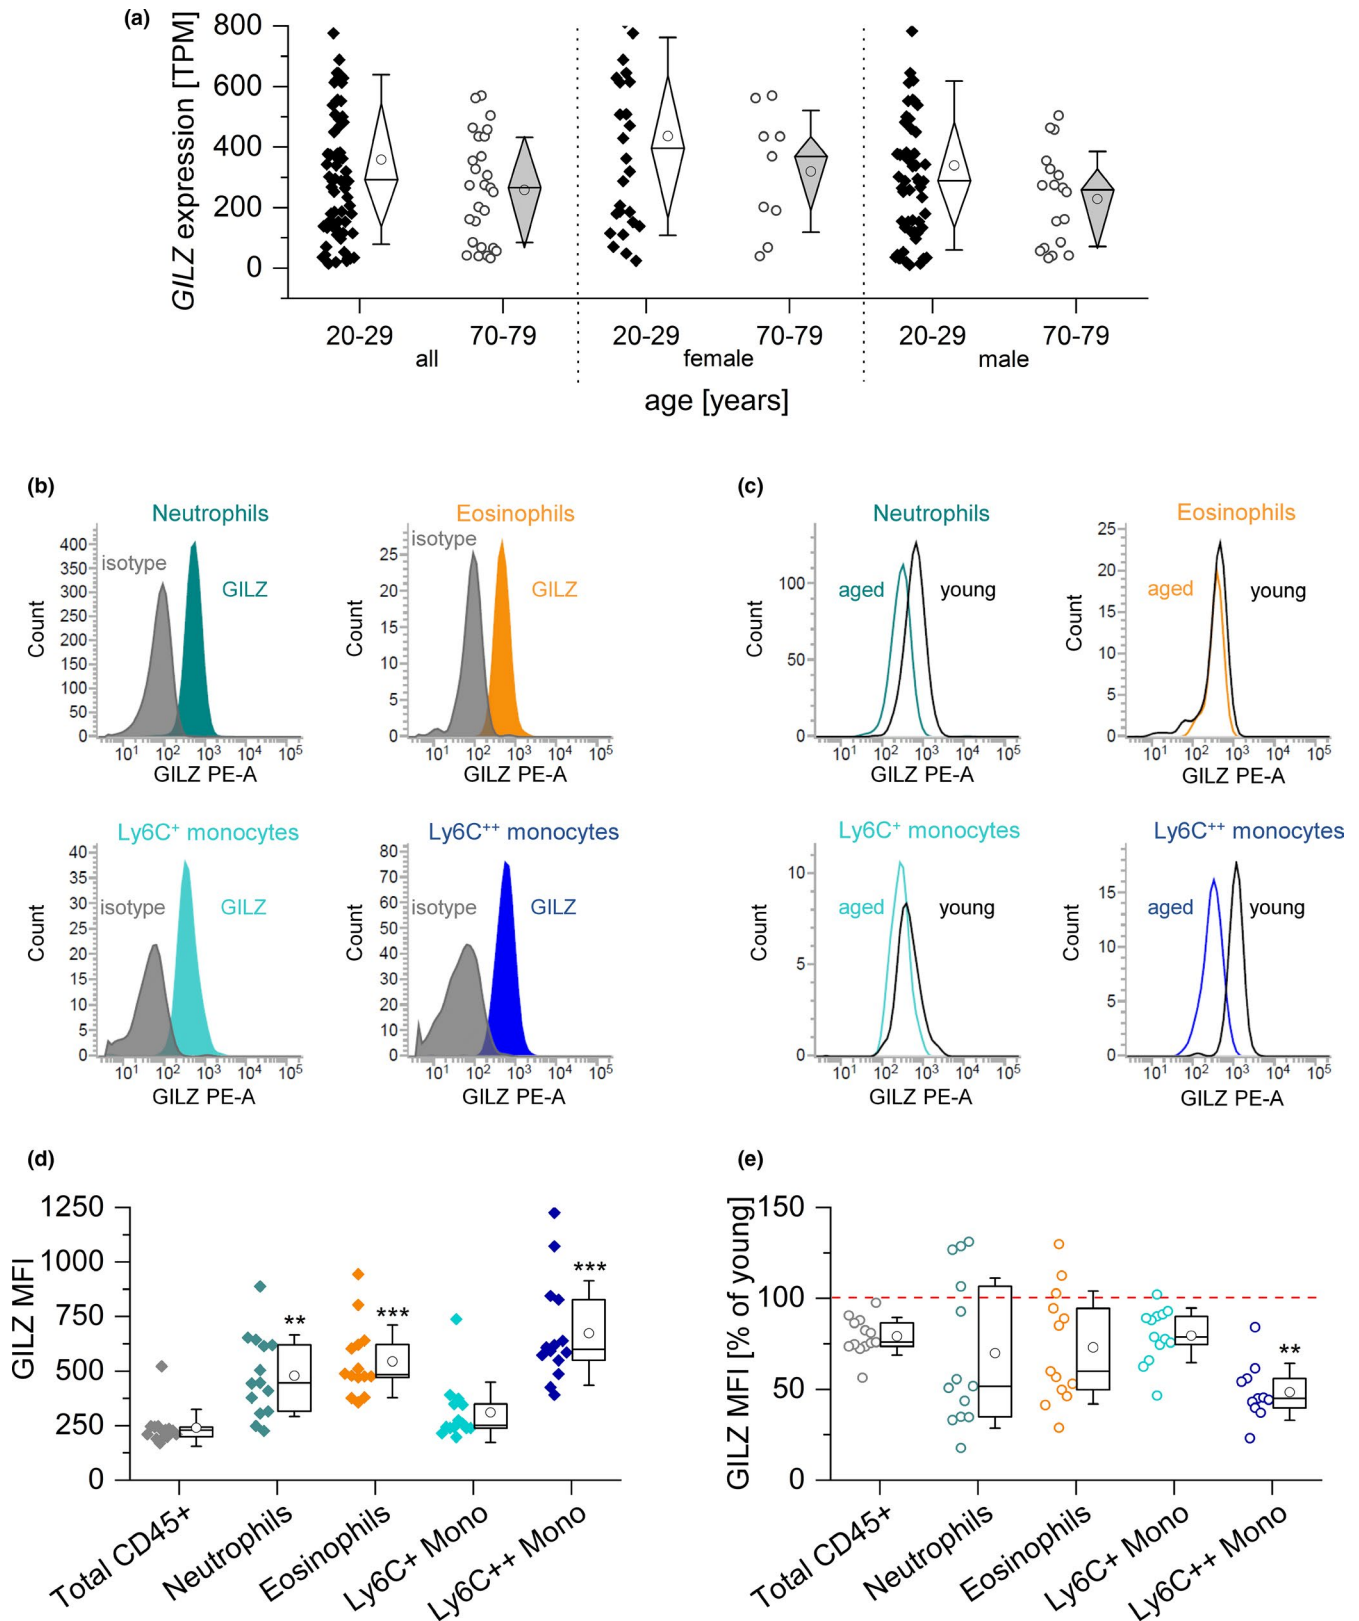 (a)
GILZ expression [TPM]
800
600
400
200
0
20-29 70-79 20-29 70-79 20-29 70-79
all female male
age [years]
(b)
Neutrophils
isotype
GILZ
Count
400
350
300
250
200
150
100
50
0
10¹ 10² 10³ 10⁴ 10⁵
GILZ PE-A
Eosinophils
isotype
GILZ
Count
25
20
15
10
5
0
10¹ 10² 10³ 10⁴ 10⁵
GILZ PE-A
Ly6C⁺ monocytes
isotype
GILZ
Count
40
35
30
25
20
15
10
5
0
10¹ 10² 10³ 10⁴ 10⁵
GILZ PE-A
Ly6C⁺⁺ monocytes
isotype
GILZ
Count
80
70
60
50
40
30
20
10
0
10¹ 10² 10³ 10⁴ 10⁵
GILZ PE-A
(c)
Neutrophils
aged
young
Count
100
50
0
10¹ 10² 10³ 10⁴ 10⁵
GILZ PE-A
Eosinophils
aged
young
Count
25
20
15
10
5
0
10¹ 10² 10³ 10⁴ 10⁵
GILZ PE-A
Ly6C⁺ monocytes
aged
young
Count
10
5
0
10¹ 10² 10³ 10⁴ 10⁵
GILZ PE-A
Ly6C⁺⁺ monocytes
aged
young
Count
15
10
5
0
10¹ 10² 10³ 10⁴ 10⁵
GILZ PE-A
(d)
GILZ MFI
1250
1000
750
500
250
0
**
***
***
Total CD45+
Neutrophils
Eosinophils
Ly6C+ Mono
Ly6C++ Mono
(e)
GILZ MFI [% of young]
150
100
50
0
**
Total CD45+
Neutrophils
Eosinophils
Ly6C+ Mono
Ly6C++ Mono